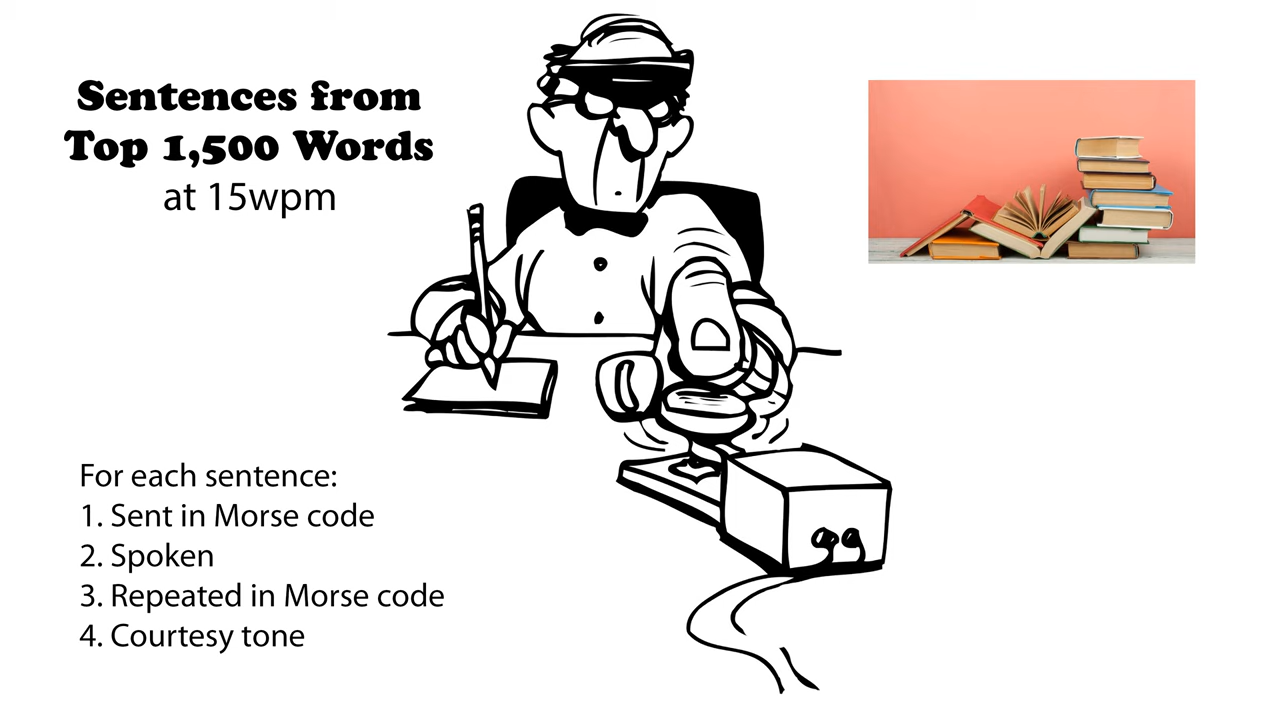 Sentences from
Top 1,500 Words
at 15wpm
For each sentence:
1. Sent in Morse code
2. Spoken
3. Repeated in Morse code
4. Courtesy tone